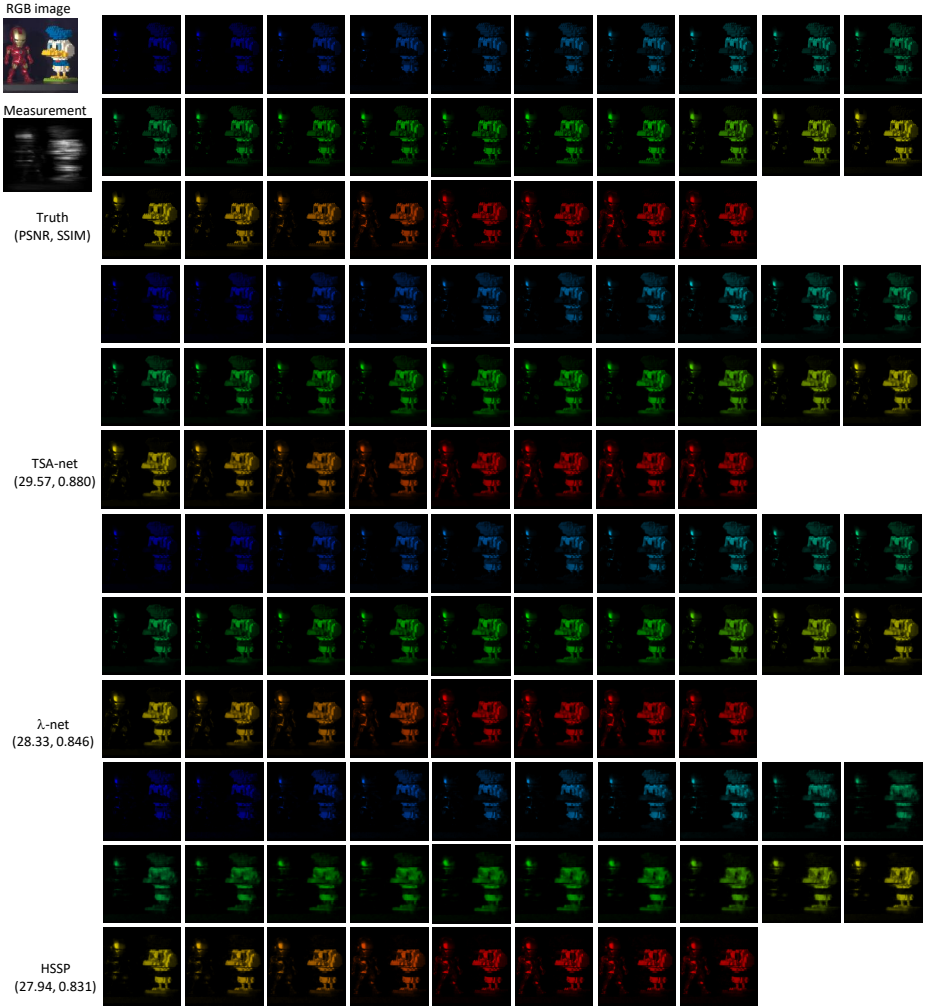 RGB image
Measurement
Truth
(PSNR, SSIM)
TSA-net
(29.57, 0.880)
λ-net
(28.33, 0.846)
HSSP
(27.94, 0.831)